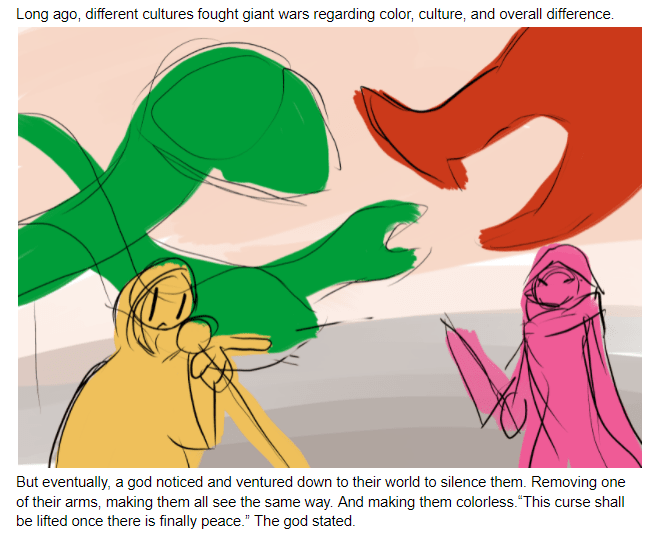 Long ago, different cultures fought giant wars regarding color, culture, and overall difference.
But eventually, a god noticed and ventured down to their world to silence them. Removing one
of their arms, making them all see the same way. And making them colorless.“This curse shall
be lifted once there is finally peace.” The god stated.